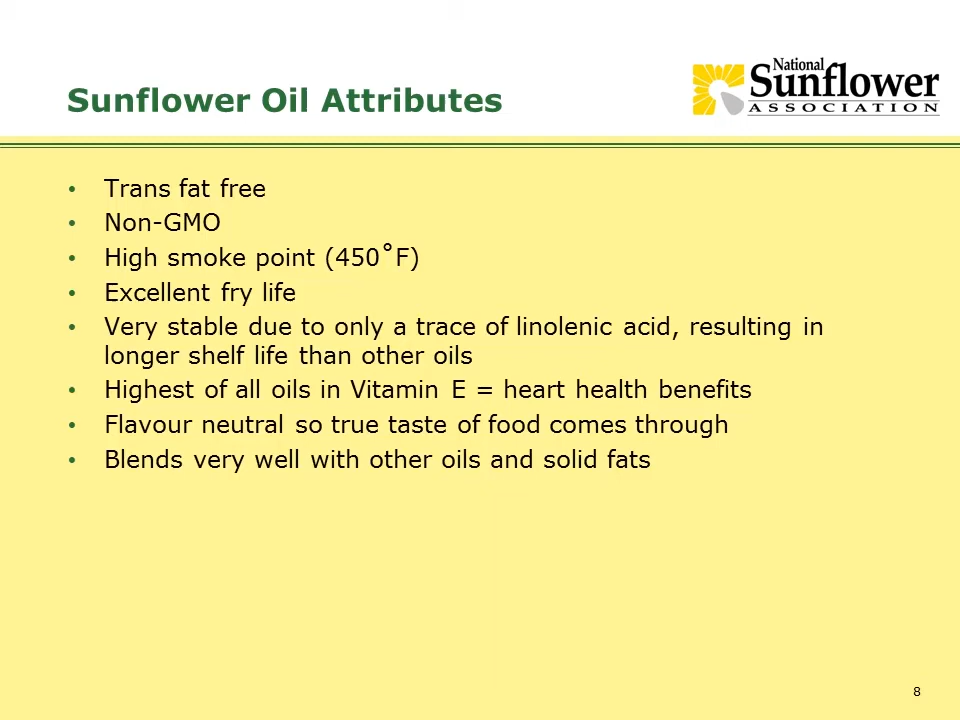 Sunflower Oil Attributes
National
Sunflower
ASSOCIATION
• Trans fat free
• Non-GMO
• High smoke point (450˚F)
• Excellent fry life
• Very stable due to only a trace of linolenic acid, resulting in
longer shelf life than other oils
• Highest of all oils in Vitamin E = heart health benefits
• Flavour neutral so true taste of food comes through
• Blends very well with other oils and solid fats
8